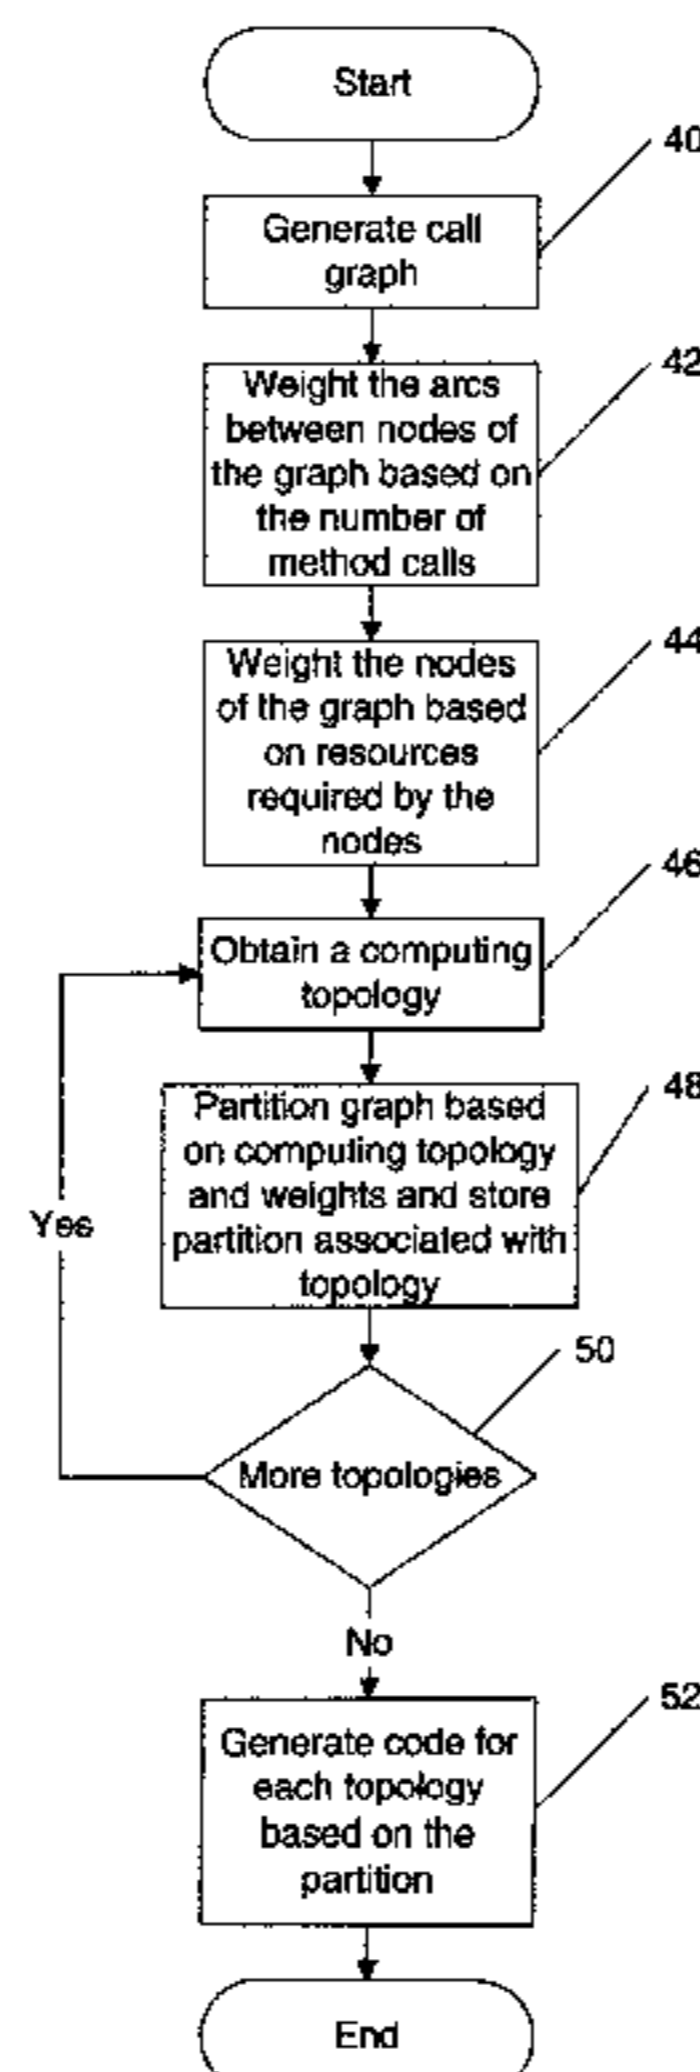 Start
40
Generate call
graph
42
Weight the arcs
between nodes of
the graph based on
the number of
method calls
44
Weight the nodes
of the graph based
on resources
required by the
nodes
46
Obtain a computing
topology
48
Partition graph based
on computing topology
and weights and store
partition associated with
topology
Yes
50
More topologies
No
52
Generate code for
each topology
based on the
partition
End